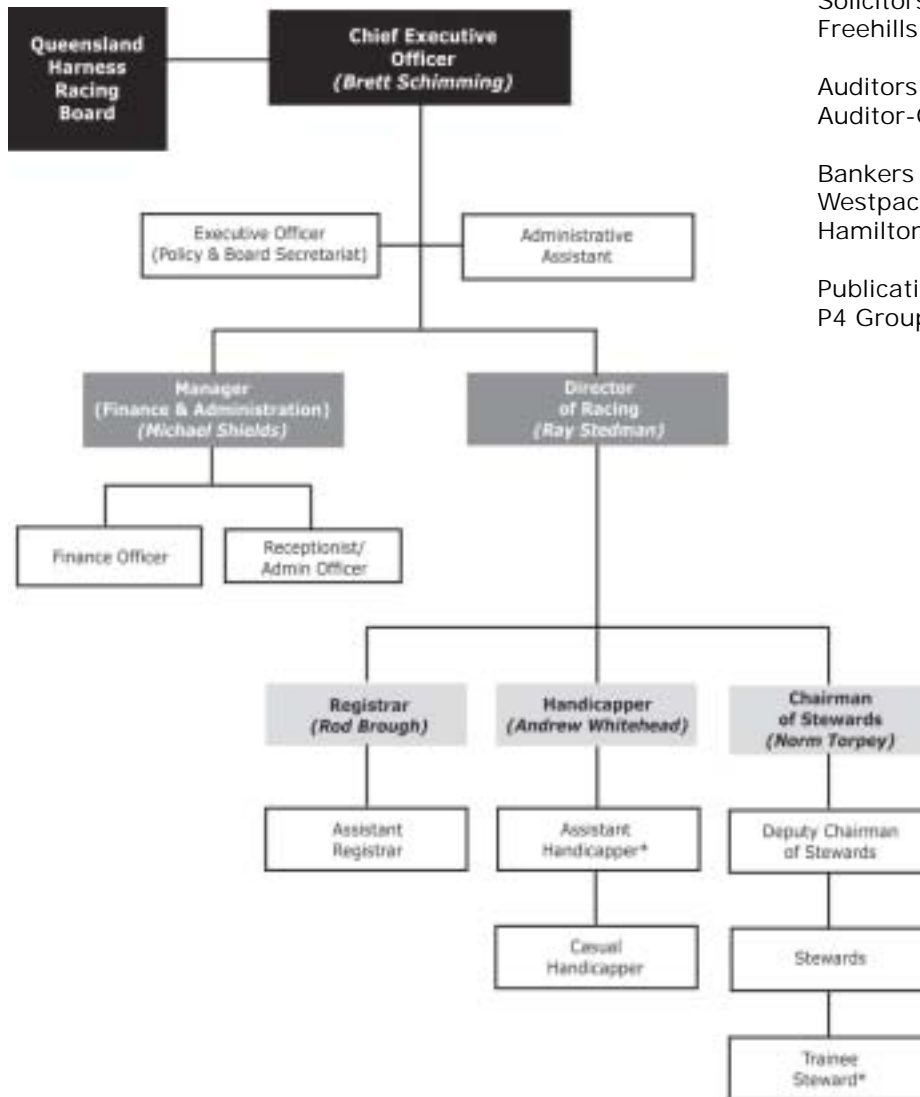 Queensland
Harness
Racing
Board
Chief Executive
Officer
(Brett Schimming)
Executive Officer
(Policy & Board Secretariat)
Administrative
Assistant
Manager
(Finance & Administration)
(Michael Shields)
Director
of Racing
(Ray Stedman)
Finance Officer
Receptionist/
Admin Officer
Registrar
(Rod Brough)
Handicapper
(Andrew Whitehead)
Chairman
of Stewards
(Norm Torpey)
Assistant
Registrar
Assistant
Handicapper*
Deputy Chairman
of Stewards
Casual
Handicapper
Stewards
Trainee
Steward*
Solicitors
Freehills
Auditors
Bankers
Westpac
P4